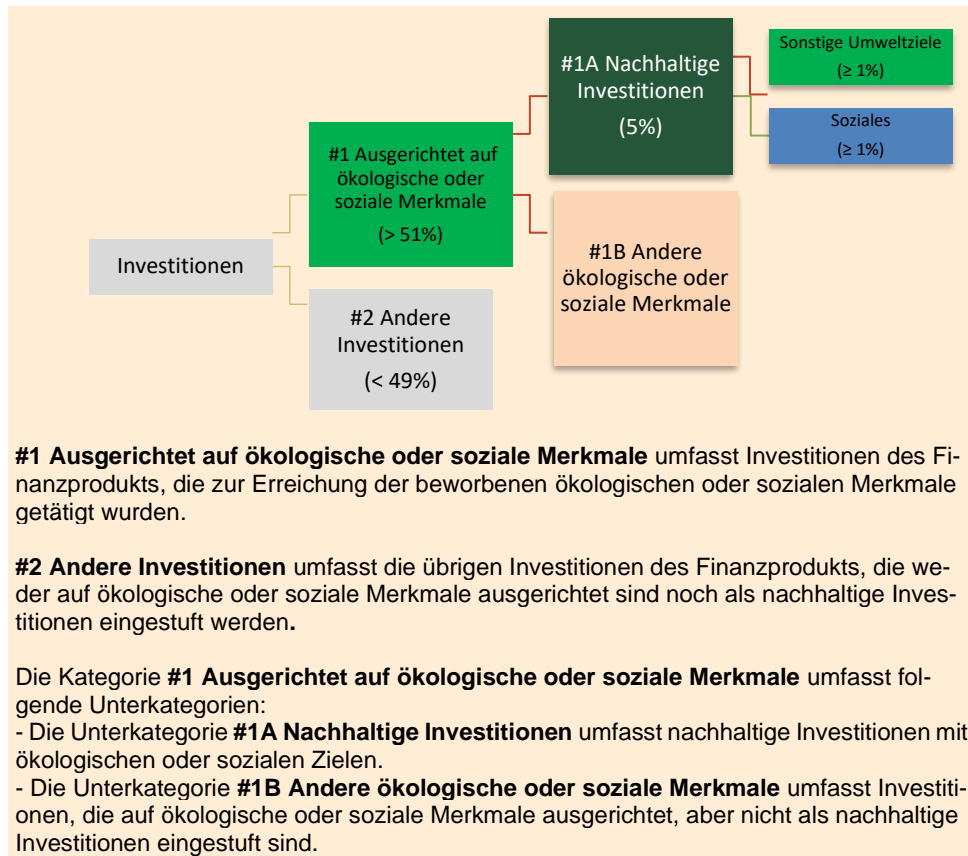 Sonstige Umweltziele
(≥ 1%)
#1A Nachhaltige
Investitionen
(5%)
Soziales
(≥ 1%)
#1 Ausgerichtet auf
ökologische oder
soziale Merkmale
(> 51%)
#1B Andere
ökologische oder
soziale Merkmale
Investitionen
#2 Andere
Investitionen
(< 49%)
#1 Ausgerichtet auf ökologische oder soziale Merkmale umfasst Investitionen des Fi-
nanzprodukts, die zur Erreichung der beworbenen ökologischen oder sozialen Merkmale
getätigt wurden.
#2 Andere Investitionen umfasst die übrigen Investitionen des Finanzprodukts, die we-
der auf ökologische oder soziale Merkmale ausgerichtet sind noch als nachhaltige Inves-
titionen eingestuft werden.
Die Kategorie #1 Ausgerichtet auf ökologische oder soziale Merkmale umfasst fol-
gende Unterkategorien:
- Die Unterkategorie #1A Nachhaltige Investitionen umfasst nachhaltige Investitionen mit
ökologischen oder sozialen Zielen.
- Die Unterkategorie #1B Andere ökologische oder soziale Merkmale umfasst Investiti-
onen, die auf ökologische oder soziale Merkmale ausgerichtet, aber nicht als nachhaltige
Investitionen eingestuft sind.